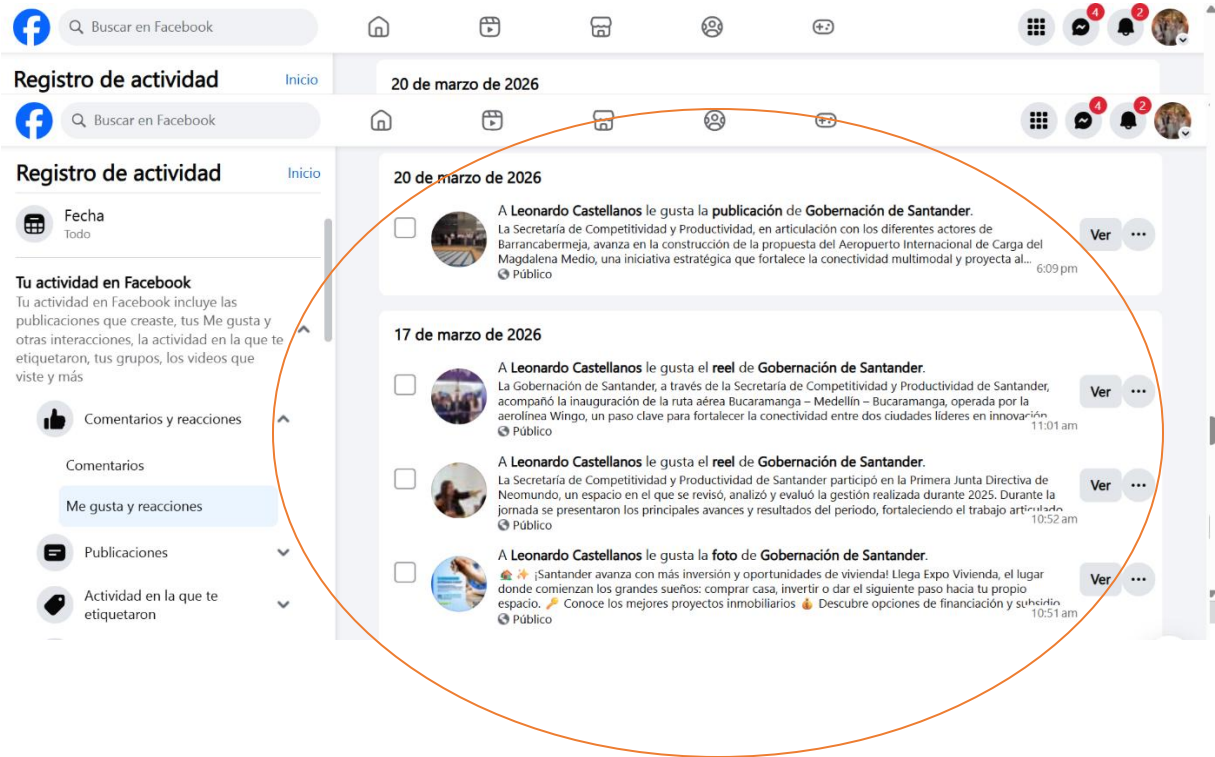 Buscar en Facebook
4
2
Registro de actividad
Inicio
20 de marzo de 2026
Buscar en Facebook
4
2
Registro de actividad
Inicio
Fecha
Todo
Tu actividad en Facebook
Tu actividad en Facebook incluye las
publicaciones que creaste, tus Me gusta y
otras interacciones, la actividad en la que te
etiquetaron, tus grupos, los videos que
viste y más
Comentarios y reacciones
Comentarios
Me gusta y reacciones
Publicaciones
Actividad en la que te
etiquetaron
20 de marzo de 2026
A Leonardo Castellanos le gusta la publicación de Gobernación de Santander.
La Secretaría de Competitividad y Productividad, en articulación con los diferentes actores de
Barrancabermeja, avanza en la construcción de la propuesta del Aeropuerto Internacional de Carga del
Magdalena Medio, una iniciativa estratégica que fortalece la conectividad multimodal y proyecta al...
Público
6:09 pm
Ver
17 de marzo de 2026
A Leonardo Castellanos le gusta el reel de Gobernación de Santander.
La Gobernación de Santander, a través de la Secretaría de Competitividad y Productividad de Santander,
acompañó la inauguración de la ruta aérea Bucaramanga – Medellín – Bucaramanga, operada por la
aerolínea Wingo, un paso clave para fortalecer la conectividad entre dos ciudades líderes en innovación
Público
11:01 am
Ver
A Leonardo Castellanos le gusta el reel de Gobernación de Santander.
La Secretaría de Competitividad y Productividad de Santander participó en la Primera Junta Directiva de
Neomundo, un espacio en el que se revisó, analizó y evaluó la gestión realizada durante 2025. Durante la
jornada se presentaron los principales avances y resultados del periodo, fortaleciendo el trabajo articulado
Público
10:52 am
Ver
A Leonardo Castellanos le gusta la foto de Gobernación de Santander.
🏡 ✨ ¡Santander avanza con más inversión y oportunidades de vivienda! Llega Expo Vivienda, el lugar
donde comienzan los grandes sueños: comprar casa, invertir o dar el siguiente paso hacia tu propio
espacio. 🔑 Conoce los mejores proyectos inmobiliarios 💰 Descubre opciones de financiación y subsidio
Público
10:51 am
Ver